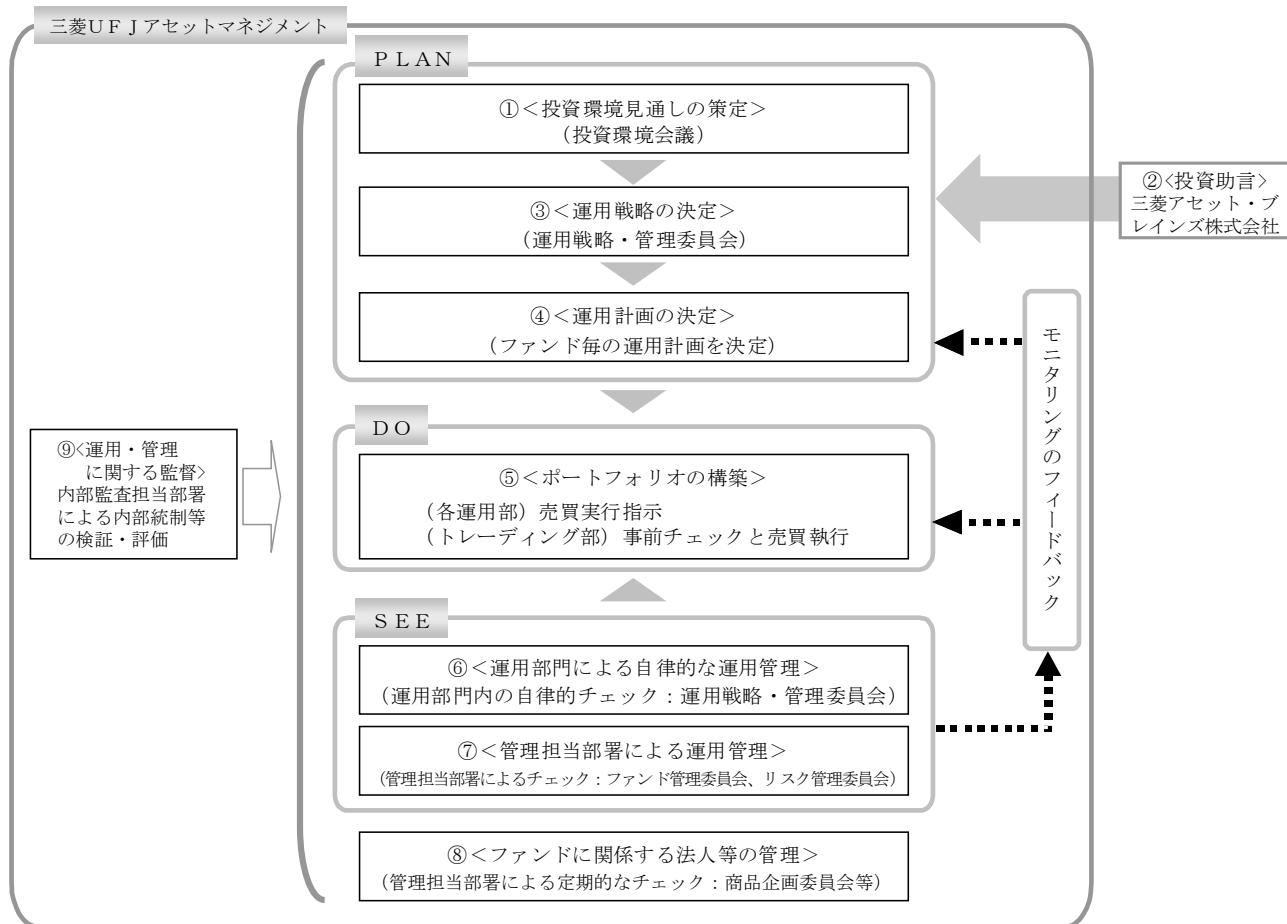 三菱ＵＦＪアセットマネジメント
ＰＬＡＮ
①＜投資環境見通しの策定＞
（投資環境会議）
②<投資助言>
三菱アセット・ブ
レインズ株式会社
③＜運用戦略の決定＞
（運用戦略・管理委員会）
④＜運用計画の決定＞
（ファンド毎の運用計画を決定）
モニタリングのフィードバック
ＤＯ
⑤＜ポートフォリオの構築＞
（各運用部）売買実行指示
（トレーディング部）事前チェックと売買執行
⑨<運用・管理
に関する監督>
内部監査担当部署
による内部統制等
の検証・評価
ＳＥＥ
⑥＜運用部門による自律的な運用管理＞
（運用部門内の自律的チェック：運用戦略・管理委員会）
⑦＜管理担当部署による運用管理＞
（管理担当部署によるチェック：ファンド管理委員会、リスク管理委員会）
⑧＜ファンドに関係する法人等の管理＞
（管理担当部署による定期的なチェック：商品企画委員会等）